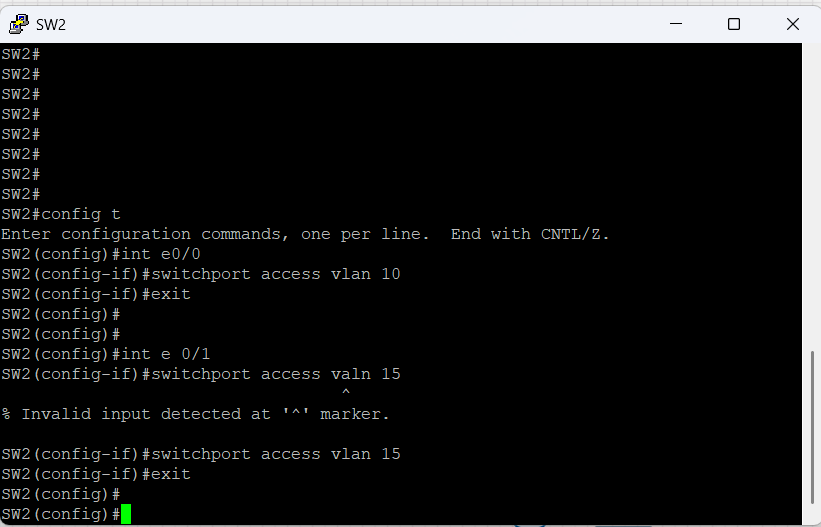 SW2
SW2#
SW2#
SW2#
SW2#
SW2#
SW2#
SW2#
SW2#
SW2#config t
Enter configuration commands, one per line.  End with CNTL/Z.
SW2(config)#int e0/0
SW2(config-if)#switchport access vlan 10
SW2(config-if)#exit
SW2(config)#
SW2(config)#
SW2(config)#int e 0/1
SW2(config-if)#switchport access valn 15
                                  ^
% Invalid input detected at '^' marker.

SW2(config-if)#switchport access vlan 15
SW2(config-if)#exit
SW2(config)#
SW2(config)#